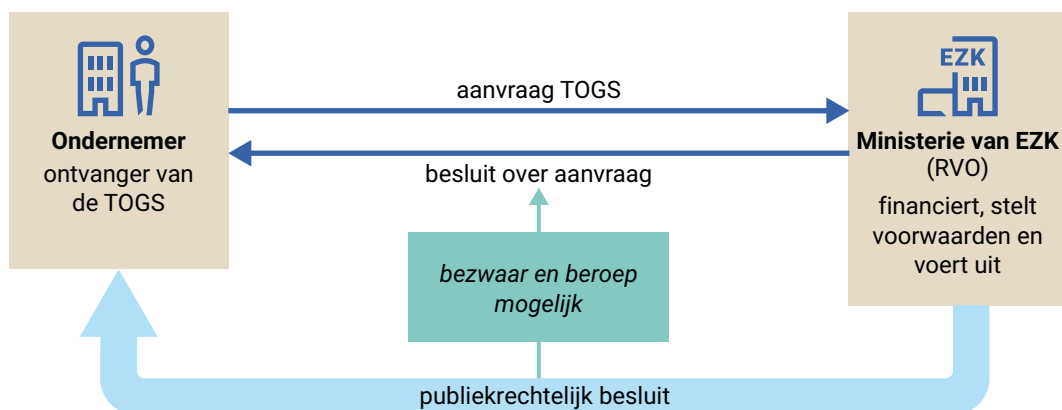 Ondernemer
ontvanger van
de TOGS
aanvraag TOGS
besluit over aanvraag
EZK
Ministerie van EZK
(RVO)
financiert, stelt
voorwaarden en
voert uit
bezwaar en beroep
mogelijk
publiekrechtelijk besluit